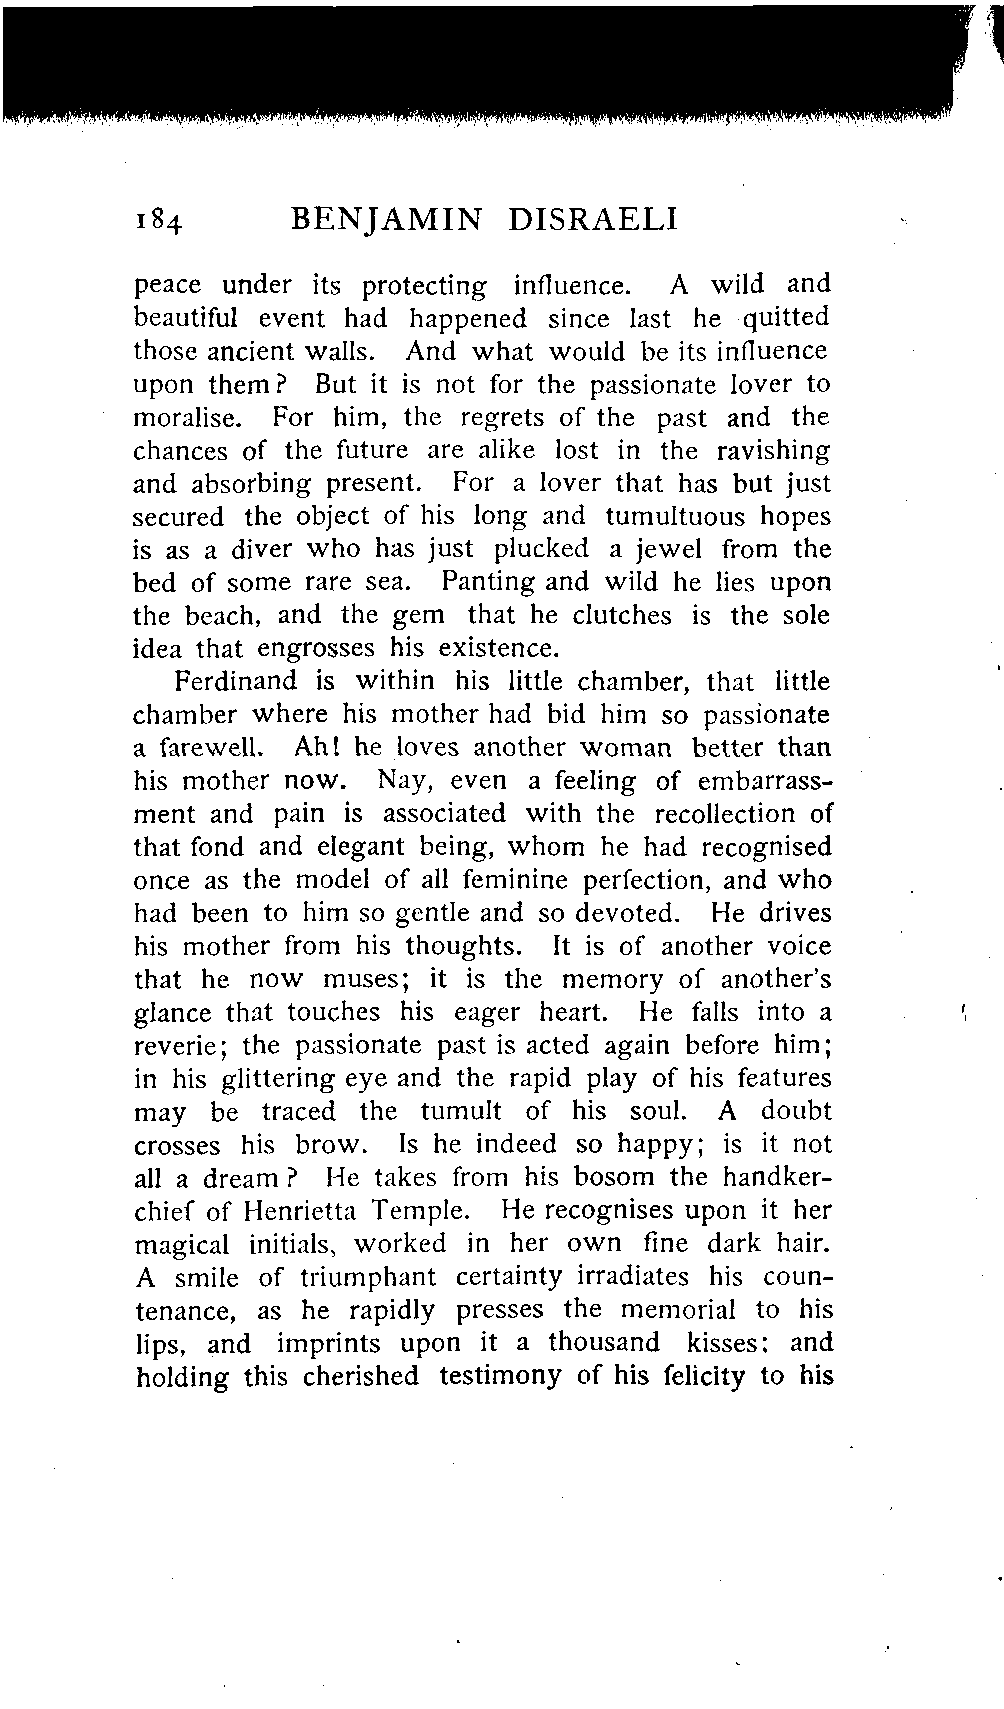 184 BENJAMIN DISRAELI
peace under its protecting influence. A wild and
beautiful event had happened since last he quitted
those ancient walls. And what would be its influence
upon them? But it is not for the passionate lover to
moralise. For him, the regrets of the past and the
chances of the future are alike lost in the ravishing
and absorbing present. For a lover that has but just
secured the object of his long and tumultuous hopes
is as a diver who has just plucked a jewel from the
bed of some rare sea. Panting and wild he lies upon
the beach, and the gem that he clutches is the sole
idea that engrosses his existence.
Ferdinand is within his little chamber, that little
chamber where his mother had bid him so passionate
a farewell. Ah! he loves another woman better than
his mother now. Nay, even a feeling of embarrass-
ment and pain is associated with the recollection of
that fond and elegant being, whom he had recognised
once as the model of all feminine perfection, and who
had been to him so gentle and so devoted. He drives
his mother from his thoughts. It is of another voice
that he now muses; it is the memory of another's
glance that touches his eager heart. He falls into a
reverie; the passionate past is acted again before him;
in his glittering eye and the rapid play of his features
may be traced the tumult of his soul. A doubt
crosses his brow. Is he indeed so happy; is it not
all a dream? He takes from his bosom the handker-
chief of Henrietta Temple. He recognises upon it her
magical initials, worked in her own fine dark hair.
A smile of triumphant certainty irradiates his coun-
tenance, as he rapidly presses the memorial to his
lips, and imprints upon it a thousand kisses: and
holding this cherished testimony of his felicity to his